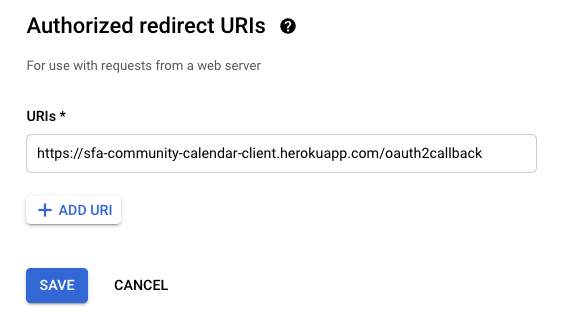 Authorized redirect URIs ?
For use with requests from a web server
URIs *
https://sfa-community-calendar-client.herokuapp.com/oauth2callback
+ ADD URI
SAVE CANCEL